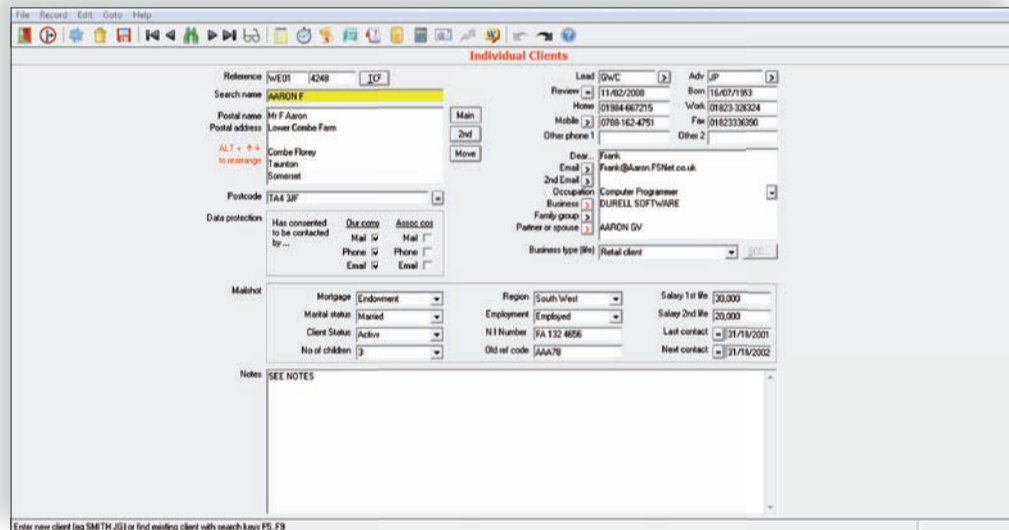 File Record Edit Goto Help
Individual Clients
Reference WE01 4248 ICF
Search name AARON F
Postal name Mr F Aaron
Postal address Lower Combe Farm
ALT + ↑↓
to rearrange
Combe Florey
Taunton
Somerset
Main
2nd
Move
Postcode TA4 3JF
Data protection
Has consented
to be contacted
by ...
Our comp Assoc cos
Mail Mail
Phone Phone
Email Email
Lead GWC > Adv JP >
Review 11/02/2008 Born 16/07/1953
Home 01984-667215 Work 01823-326324
Mobile > 0788-162-4751 Fax 01823336390
Other phone 1 Other 2
Dear... Frank
Email > Frank@Aaron.FSNet.co.uk
2nd Email >
Occupation Computer Programmer
Business > DURELL SOFTWARE
Family group >
Partner or spouse > AARON GV
Business type (life) Retail client
Mailshot
Mortgage Endowment Region South West Salary 1st life 30,000
Marital status Married Employment Employed Salary 2nd life 20,000
Client Status Active N I Number FA 132 4656 Last contact 31/10/2001
No of children 3 Old ref code AAA78 Next contact 31/10/2002
Notes SEE NOTES
Enter new client (eg SMITH JG) or find existing client with search keys F5..F9